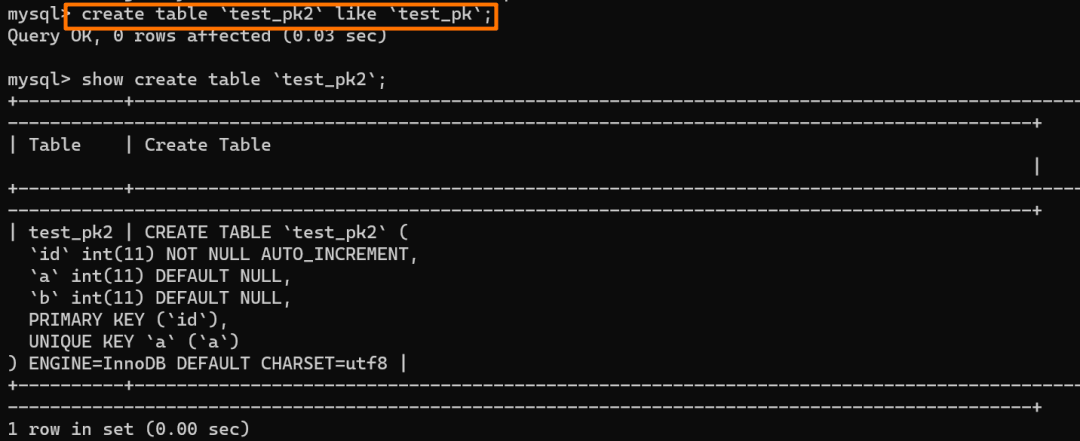 mysql> create table `test_pk2` like `test_pk`;
Query OK, 0 rows affected (0.03 sec)
mysql> show create table `test_pk2`;
| Table | Create Table
|
| test_pk2 | CREATE TABLE `test_pk2` (
`id` int(11) NOT NULL AUTO_INCREMENT,
`a` int(11) DEFAULT NULL,
`b` int(11) DEFAULT NULL,
PRIMARY KEY (`id`),
UNIQUE KEY `a` (`a`)
) ENGINE=InnoDB DEFAULT CHARSET=utf8 |
1 row in set (0.00 sec)